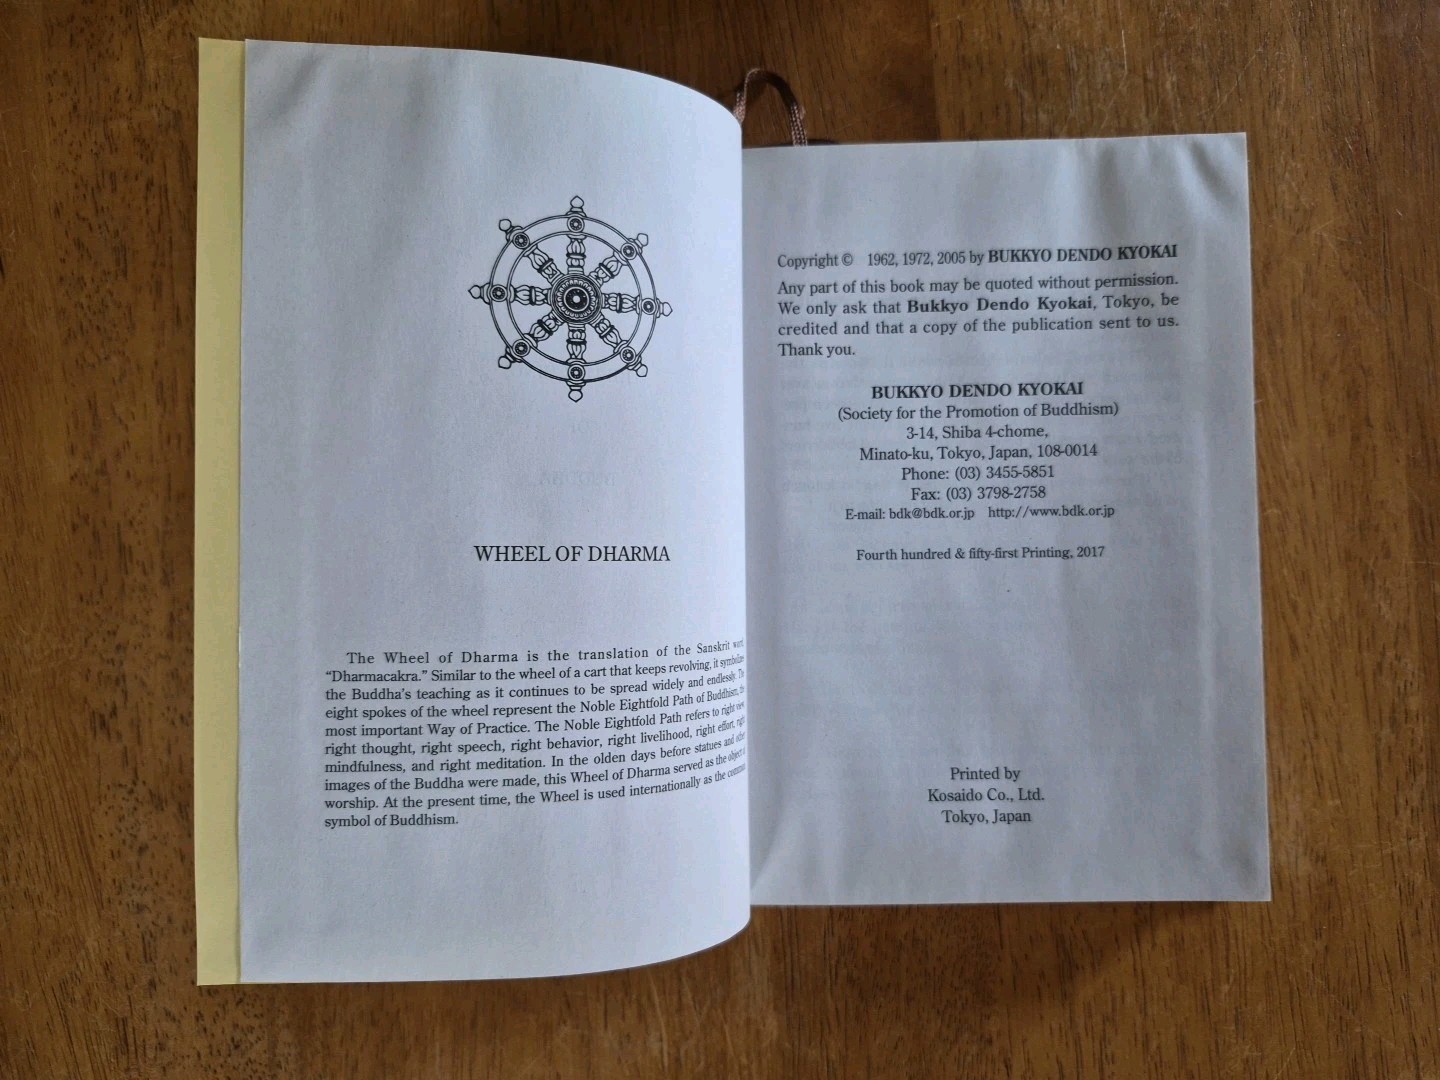 WHEEL OF DHARMA
The Wheel of Dharma is the translation of the Sanskrit word
“Dharmacakra.” Similar to the wheel of a cart that keeps revolving, it symbolizes
the Buddha’s teaching as it continues to be spread widely and endlessly. The
eight spokes of the wheel represent the Noble Eightfold Path of Buddhism, the
most important Way of Practice. The Noble Eightfold Path refers to right view
right thought, right speech, right behavior, right livelihood, right effort, right
mindfulness, and right meditation. In the olden days before statues and other
images of the Buddha were made, this Wheel of Dharma served as the object of
worship. At the present time, the Wheel is used internationally as the common
symbol of Buddhism.
Copyright © 1962, 1972, 2005 by BUKKYO DENDO KYOKAI
Any part of this book may be quoted without permission.
We only ask that Bukkyo Dendo Kyokai, Tokyo, be
credited and that a copy of the publication sent to us.
Thank you.
BUKKYO DENDO KYOKAI
(Society for the Promotion of Buddhism)
3-14, Shiba 4-chome,
Minato-ku, Tokyo, Japan, 108-0014
Phone: (03) 3455-5851
Fax: (03) 3798-2758
E-mail: bdk@bdk.or.jp http://www.bdk.or.jp
Fourth hundred & fifty-first Printing, 2017
Printed by
Kosaido Co., Ltd.
Tokyo, Japan